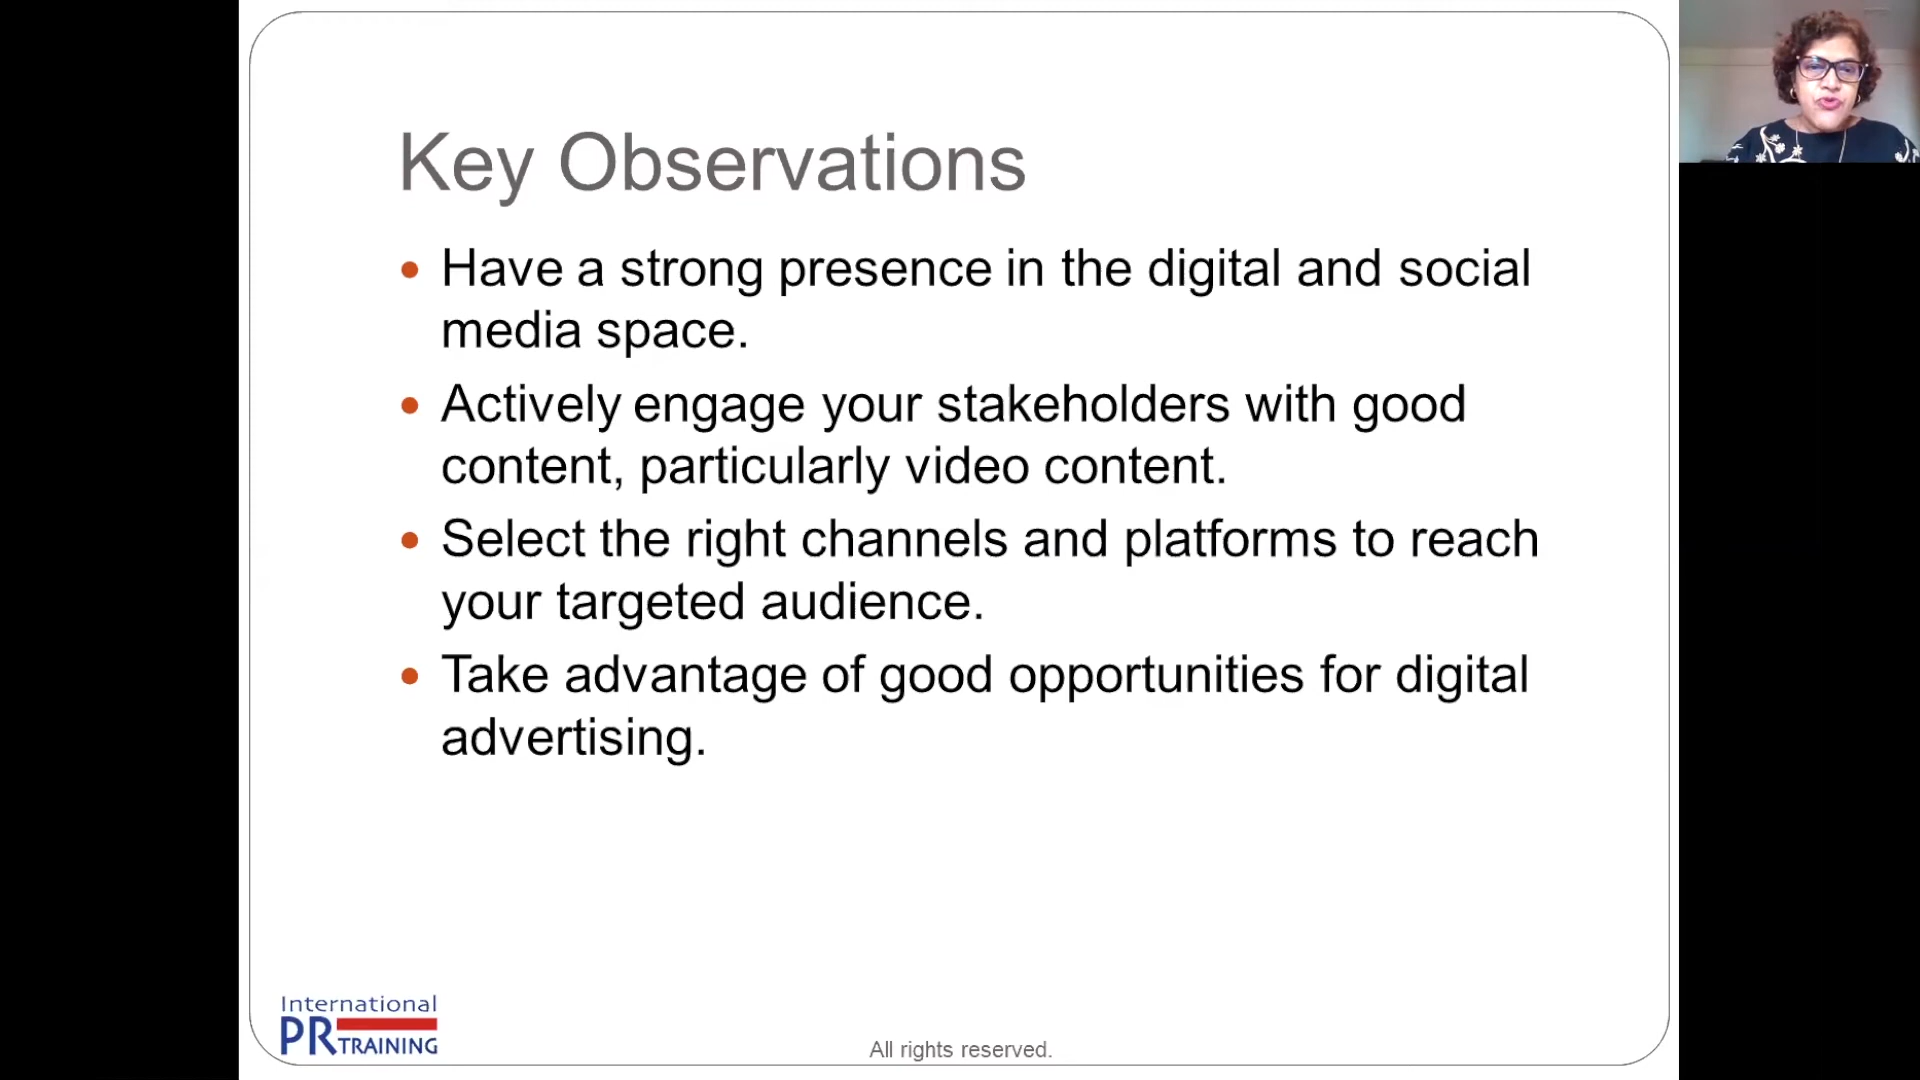 Key Observations
• Have a strong presence in the digital and social
media space.
• Actively engage your stakeholders with good
content, particularly video content.
• Select the right channels and platforms to reach
your targeted audience.
• Take advantage of good opportunities for digital
advertising.
International
PR TRAINING
All rights reserved.